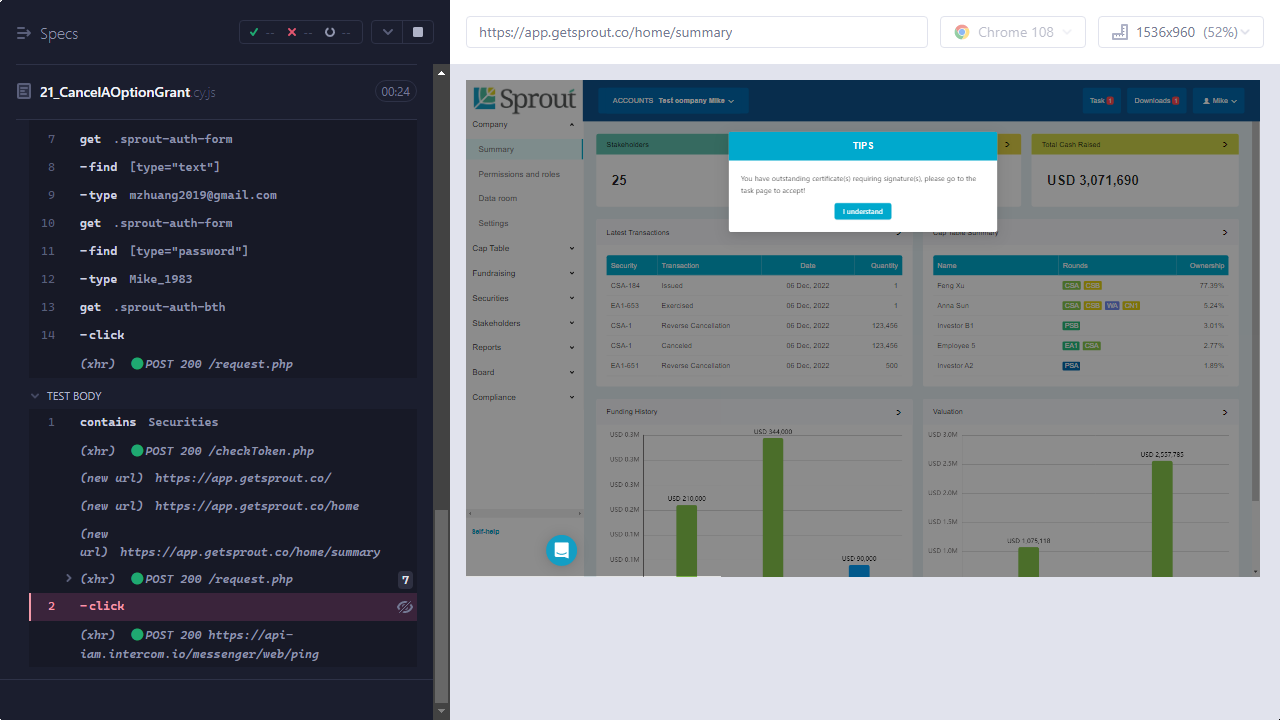 Specs
-- -- --
21_CancelAOptionGrant.cy.js 00:24
7 get .sprout-auth-form
8 -find [type="text"]
9 -type mzhuang2019@gmail.com
10 get .sprout-auth-form
11 -find [type="password"]
12 -type Mike_1983
13 get .sprout-auth-bth
14 -click
(xhr) POST 200 /request.php
TEST BODY
1 contains Securities
(xhr) POST 200 /checkToken.php
(new url) https://app.getsprout.co/
(new url) https://app.getsprout.co/home
(new
url) https://app.getsprout.co/home/summary
(xhr) POST 200 /request.php 7
2 -click
(xhr) POST 200 https://api-
iam.intercom.io/messenger/web/ping
https://app.getsprout.co/home/summary
Chrome 108
1536x960 (52%)
Sprout
ACCOUNTS Test company Mike
Task 1
Downloads 1
Mike
Company
Summary
Permissions and roles
Data room
Settings
Cap Table
Fundraising
Securities
Stakeholders
Reports
Board
Compliance
Self-help
Stakeholders
25
Total Cash Raised
USD 3,071,690
TIPS
You have outstanding certificate(s) requiring signature(s), please go to the
task page to accept!
I understand
Latest Transactions
Security Transaction Date Quantity
CSA-184 Issued 06 Dec, 2022 1
EA1-653 Exercised 06 Dec, 2022 1
CSA-1 Reverse Cancellation 06 Dec, 2022 123,456
CSA-1 Canceled 06 Dec, 2022 123,456
EA1-651 Reverse Cancellation 06 Dec, 2022 500
Cap Table Summary
Name Rounds Ownership
Feng Xu CSA CSB 77.39%
Anna Sun CSA CSB WA CN1 5.24%
Investor B1 PSB 3.01%
Employee 5 EA1 CSA 2.77%
Investor A2 PSA 1.89%
Funding History
USD 0.3M
USD 0.3M
USD 0.3M
USD 0.2M
USD 0.1M
USD 0.1M
USD 210,000
USD 344,000
USD 90,000
Valuation
USD 3.0M
USD 2.5M
USD 2.0M
USD 1.5M
USD 1.0M
USD 1,075,118
USD 2,557,785